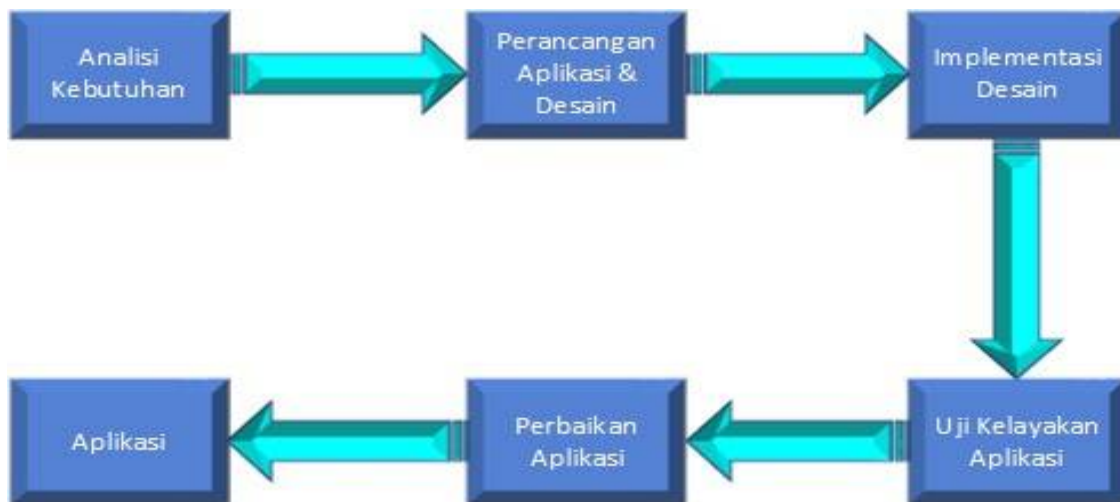 Analisi
Kebutuhan
Perancangan
Aplikasi &
Desain
Implementasi
Desain
Uji Kelayakan
Aplikasi
Perbaikan
Aplikasi
Aplikasi